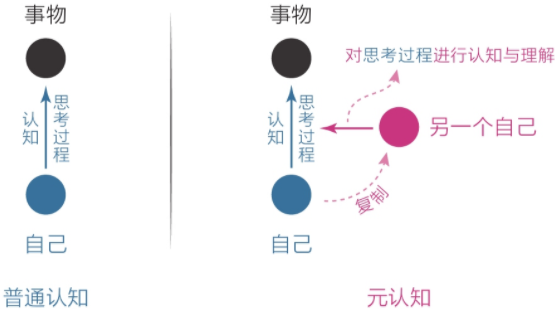 事物
认知
思考过程
自己
普通认知
事物
对思考过程进行认知与理解
认知
思考过程
另一个自己
复制
自己
元认知